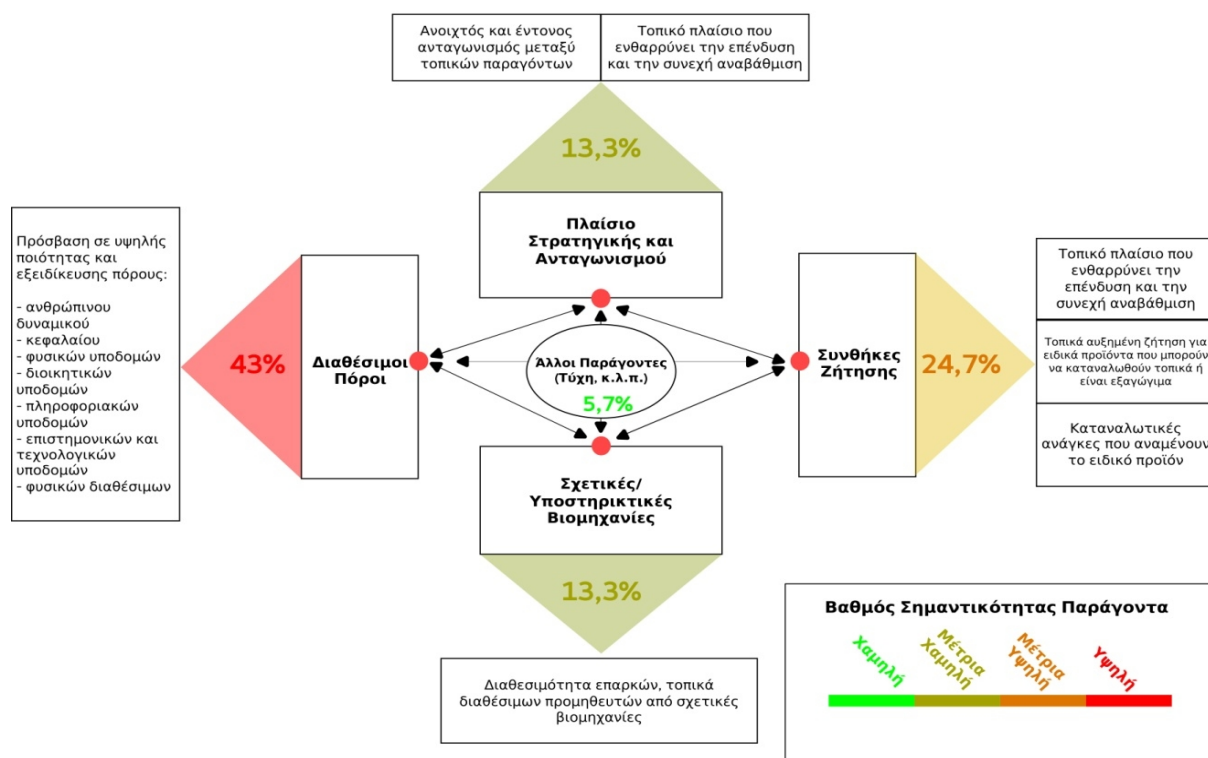 Ανοιχτός και έντονος
ανταγωνισμός μεταξύ
τοπικών παραγόντων
Τοπικό πλαίσιο που
ενθαρρύνει την επένδυση
και την συνεχή αναβάθμιση
13,3%
Πλαίσιο
Στρατηγικής και
Ανταγωνισμού
Πρόσβαση σε υψηλής
ποιότητας και
εξειδίκευσης πόρους:
- ανθρώπινου
δυναμικού
- κεφαλαίου
- φυσικών υποδομών
- διοικητικών
υποδομών
- πληροφοριακών
υποδομών
- επιστημονικών και
τεχνολογικών
υποδομών
- φυσικών διαθέσιμων
43%
Διαθέσιμοι
Πόροι
Άλλοι Παράγοντες
(Τύχη, κ.λ.π.)
5,7%
Συνθήκες
Ζήτησης
24,7%
Τοπικό πλαίσιο που
ενθαρρύνει την
επένδυση και την
συνεχή αναβάθμιση
Τοπικά αυξημένη ζήτηση για
ειδικά προϊόντα που μπορούν
να καταναλωθούν τοπικά ή
είναι εξαγώγιμα
Καταναλωτικές
ανάγκες που αναμένουν
το ειδικό προϊόν
Σχετικές/
Υποστηρικτικές
Βιομηχανίες
13,3%
Διαθεσιμότητα επαρκών, τοπικά
διαθέσιμων προμηθευτών από σχετικές
βιομηχανίες
Βαθμός Σημαντικότητας Παράγοντα
Χαμηλή
Μέτρια
Χαμηλή
Μέτρια
Υψηλή
Υψηλή